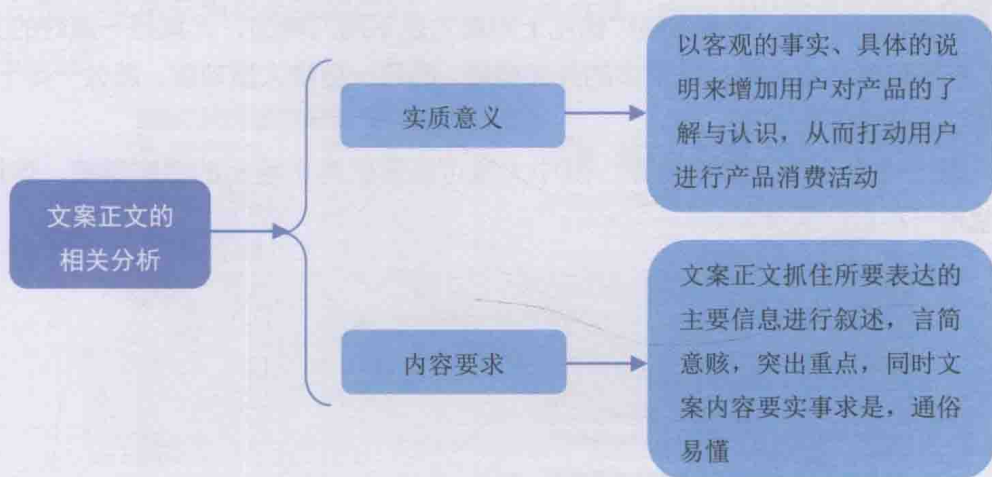 文案正文的
相关分析
实质意义
以客观的事实、具体的说
明来增加用户对产品的了
解与认识，从而打动用户
进行产品消费活动
内容要求
文案正文抓住所要表达的
主要信息进行叙述，言简
意赅，突出重点，同时文
案内容要实事求是，通俗
易懂